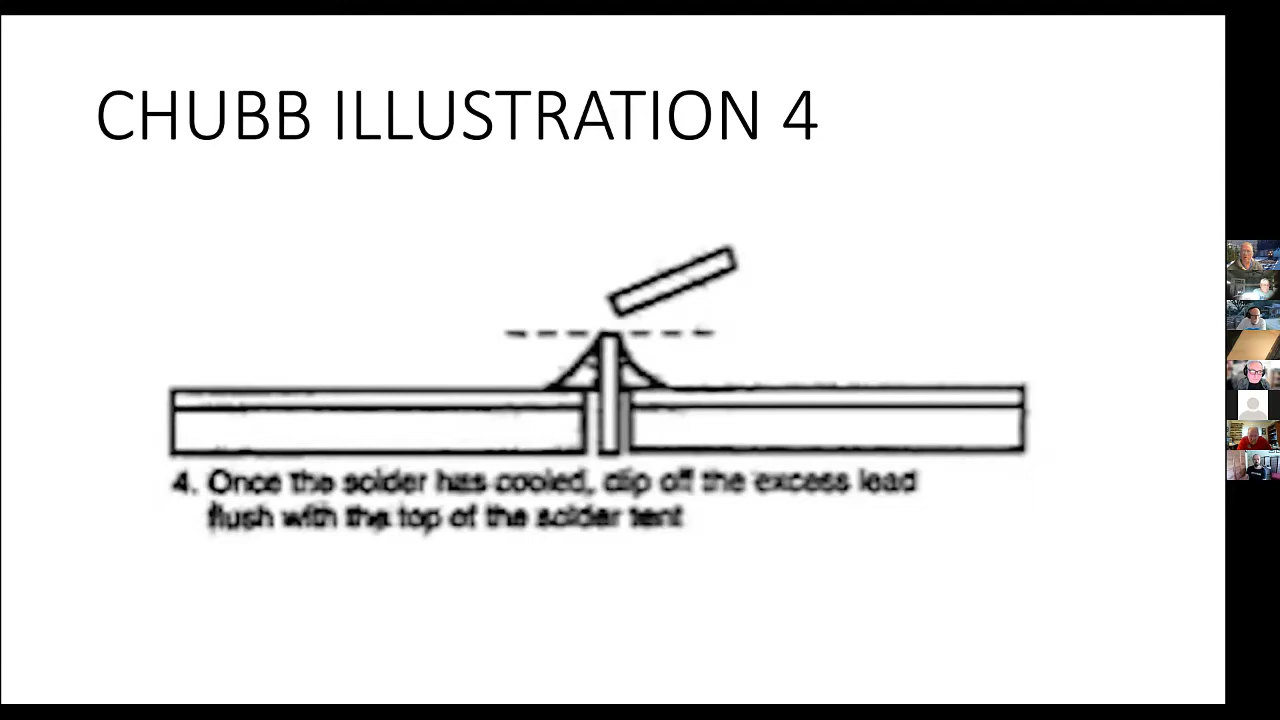 CHUBB ILLUSTRATION 4
4. Once the solder has cooled, clip off the excess lead
flush with the top of the solder tent